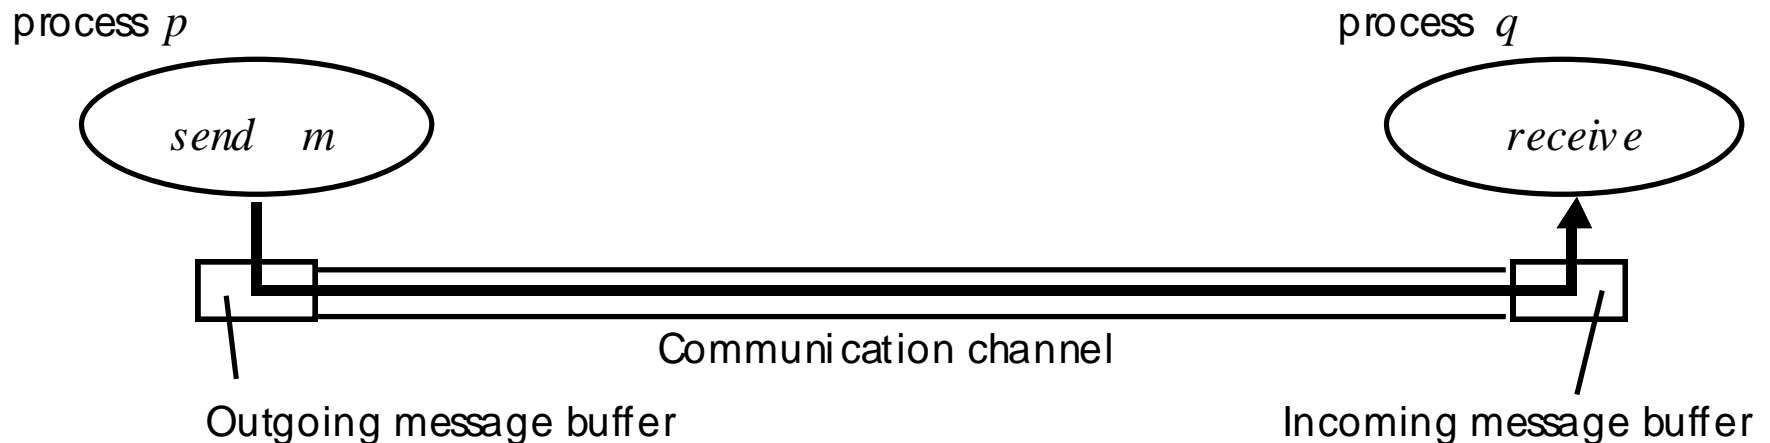 process p
process q
send m
receive
Communication channel
Outgoing message buffer
Incoming message buffer